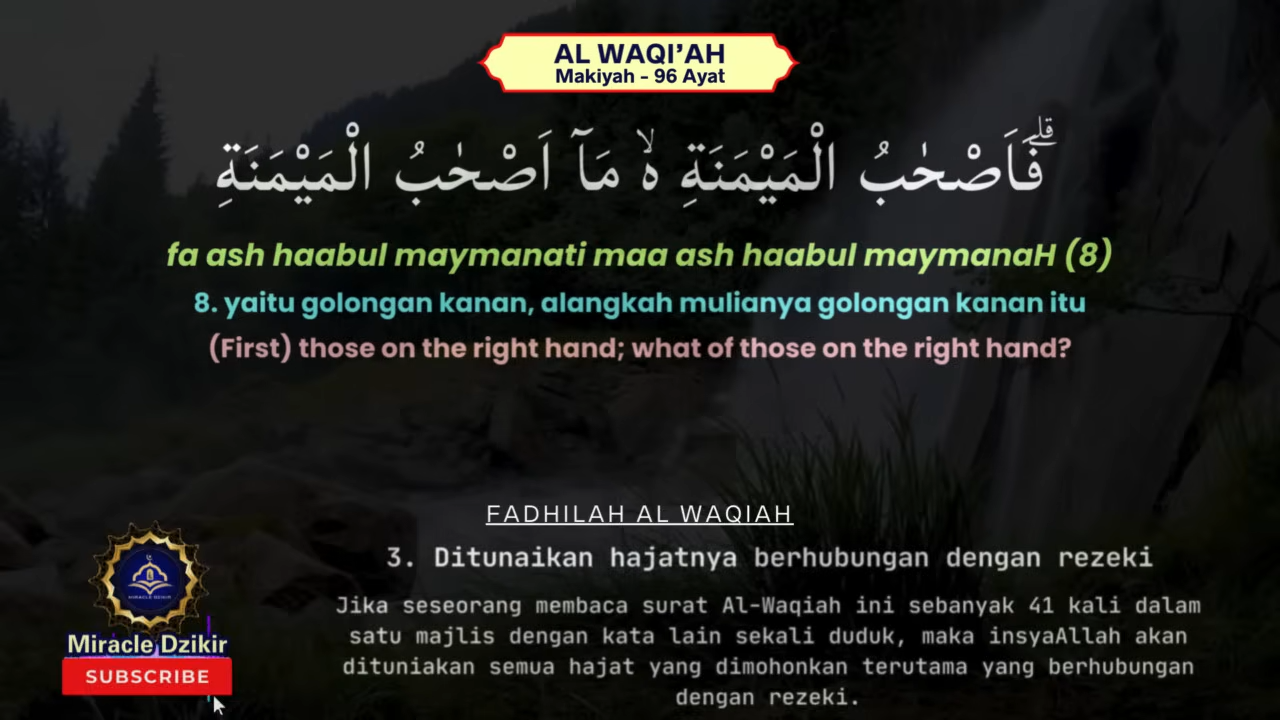 AL WAQI’AH
Makiyah - 96 Ayat
فَاَصْحٰبُ الْمَيْمَنَةِ ەۙ مَآ اَصْحٰبُ الْمَيْمَنَةِۗ
fa ash haabul maymanati maa ash haabul maymanaH (8)
8. yaitu golongan kanan, alangkah mulianya golongan kanan itu
(First) those on the right hand; what of those on the right hand?
FADHILAH AL WAQIAH
3. Ditunaikan hajatnya berhubungan dengan rezeki
Jika seseorang membaca surat Al-Waqiah ini sebanyak 41 kali dalam
satu majlis dengan kata lain sekali duduk, maka insyaAllah akan
dituniakan semua hajat yang dimohonkan terutama yang berhubungan
dengan rezeki.
MIRACLE DZIKIR
Miracle Dzikir
SUBSCRIBE